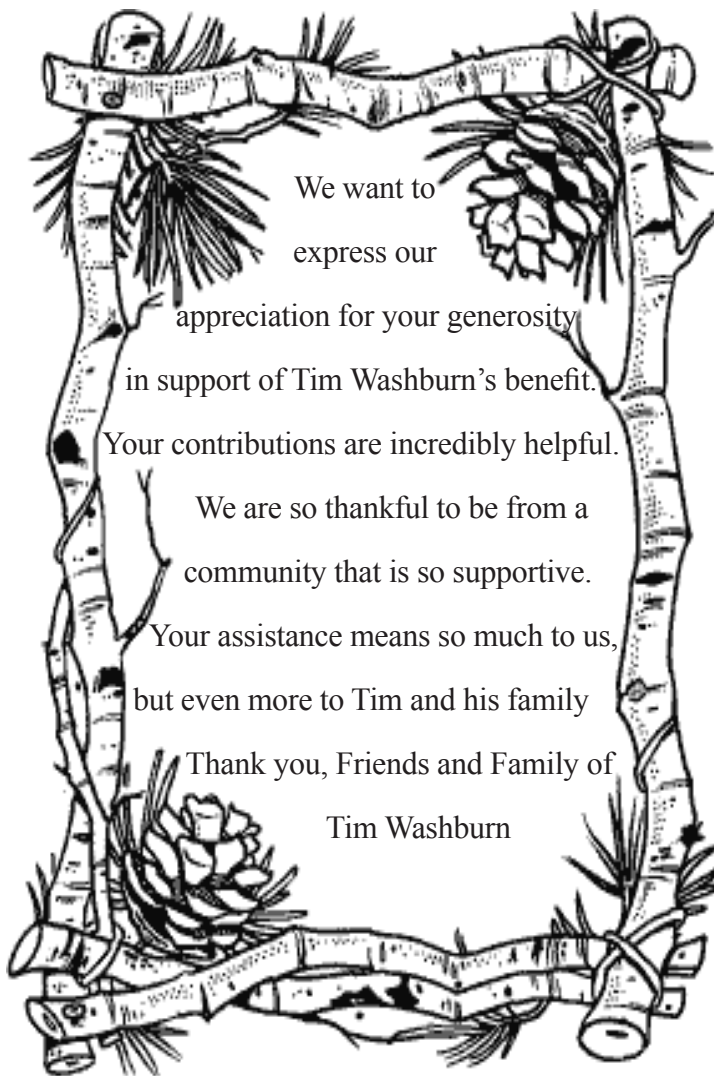 We want to
express our
appreciation for your generosity
in support of Tim Washburn’s benefit.
Your contributions are incredibly helpful.
We are so thankful to be from a
community that is so supportive.
Your assistance means so much to us,
but even more to Tim and his family
Thank you, Friends and Family of
Tim Washburn